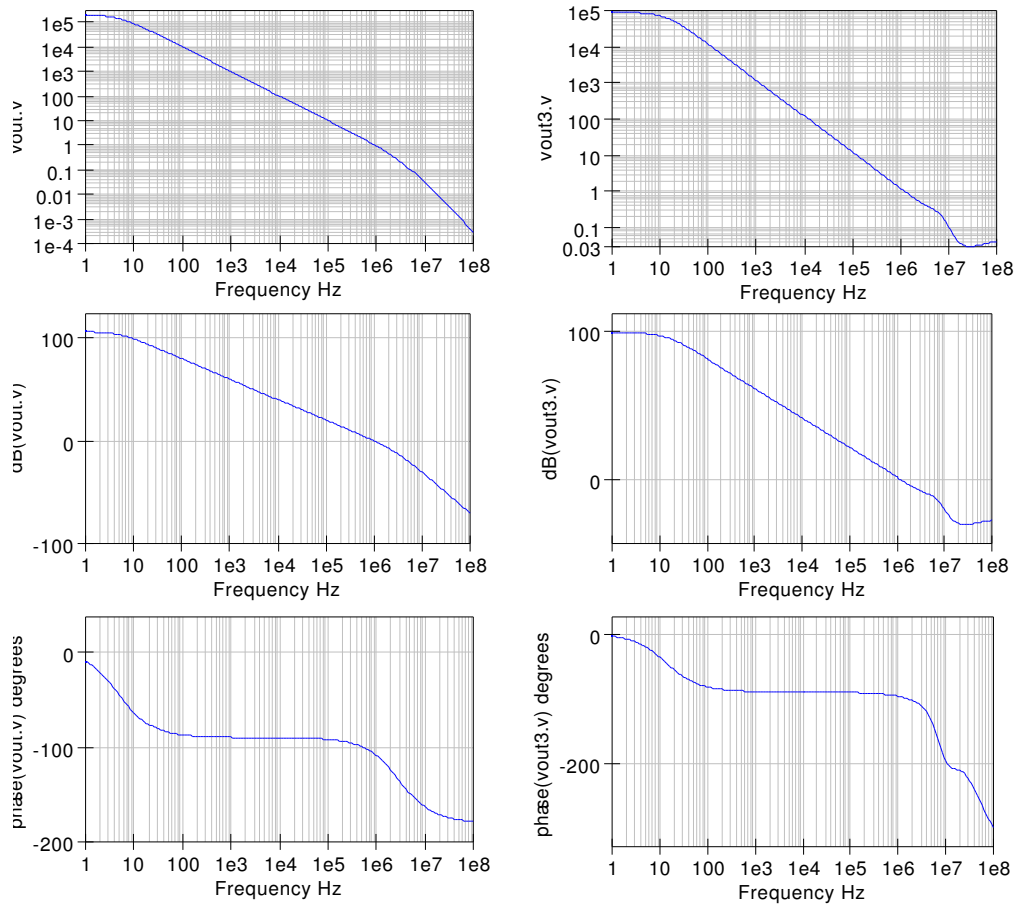 vout.v
1e5
1e4
1e3
100
10
1
0.1
0.01
1e-3
1e-4
1 10 100 1e3 1e4 1e5 1e6 1e7 1e8
Frequency Hz
vout3.v
1e5
1e4
1e3
100
10
1
0.1
0.03
1 10 100 1e3 1e4 1e5 1e6 1e7 1e8
Frequency Hz
dB(vout.v)
100
0
-100
1 10 100 1e3 1e4 1e5 1e6 1e7 1e8
Frequency Hz
dB(vout3.v)
100
0
1 10 100 1e3 1e4 1e5 1e6 1e7 1e8
Frequency Hz
phase(vout.v) degrees
0
-100
-200
1 10 100 1e3 1e4 1e5 1e6 1e7 1e8
Frequency Hz
phase(vout3.v) degrees
0
-200
1 10 100 1e3 1e4 1e5 1e6 1e7 1e8
Frequency Hz